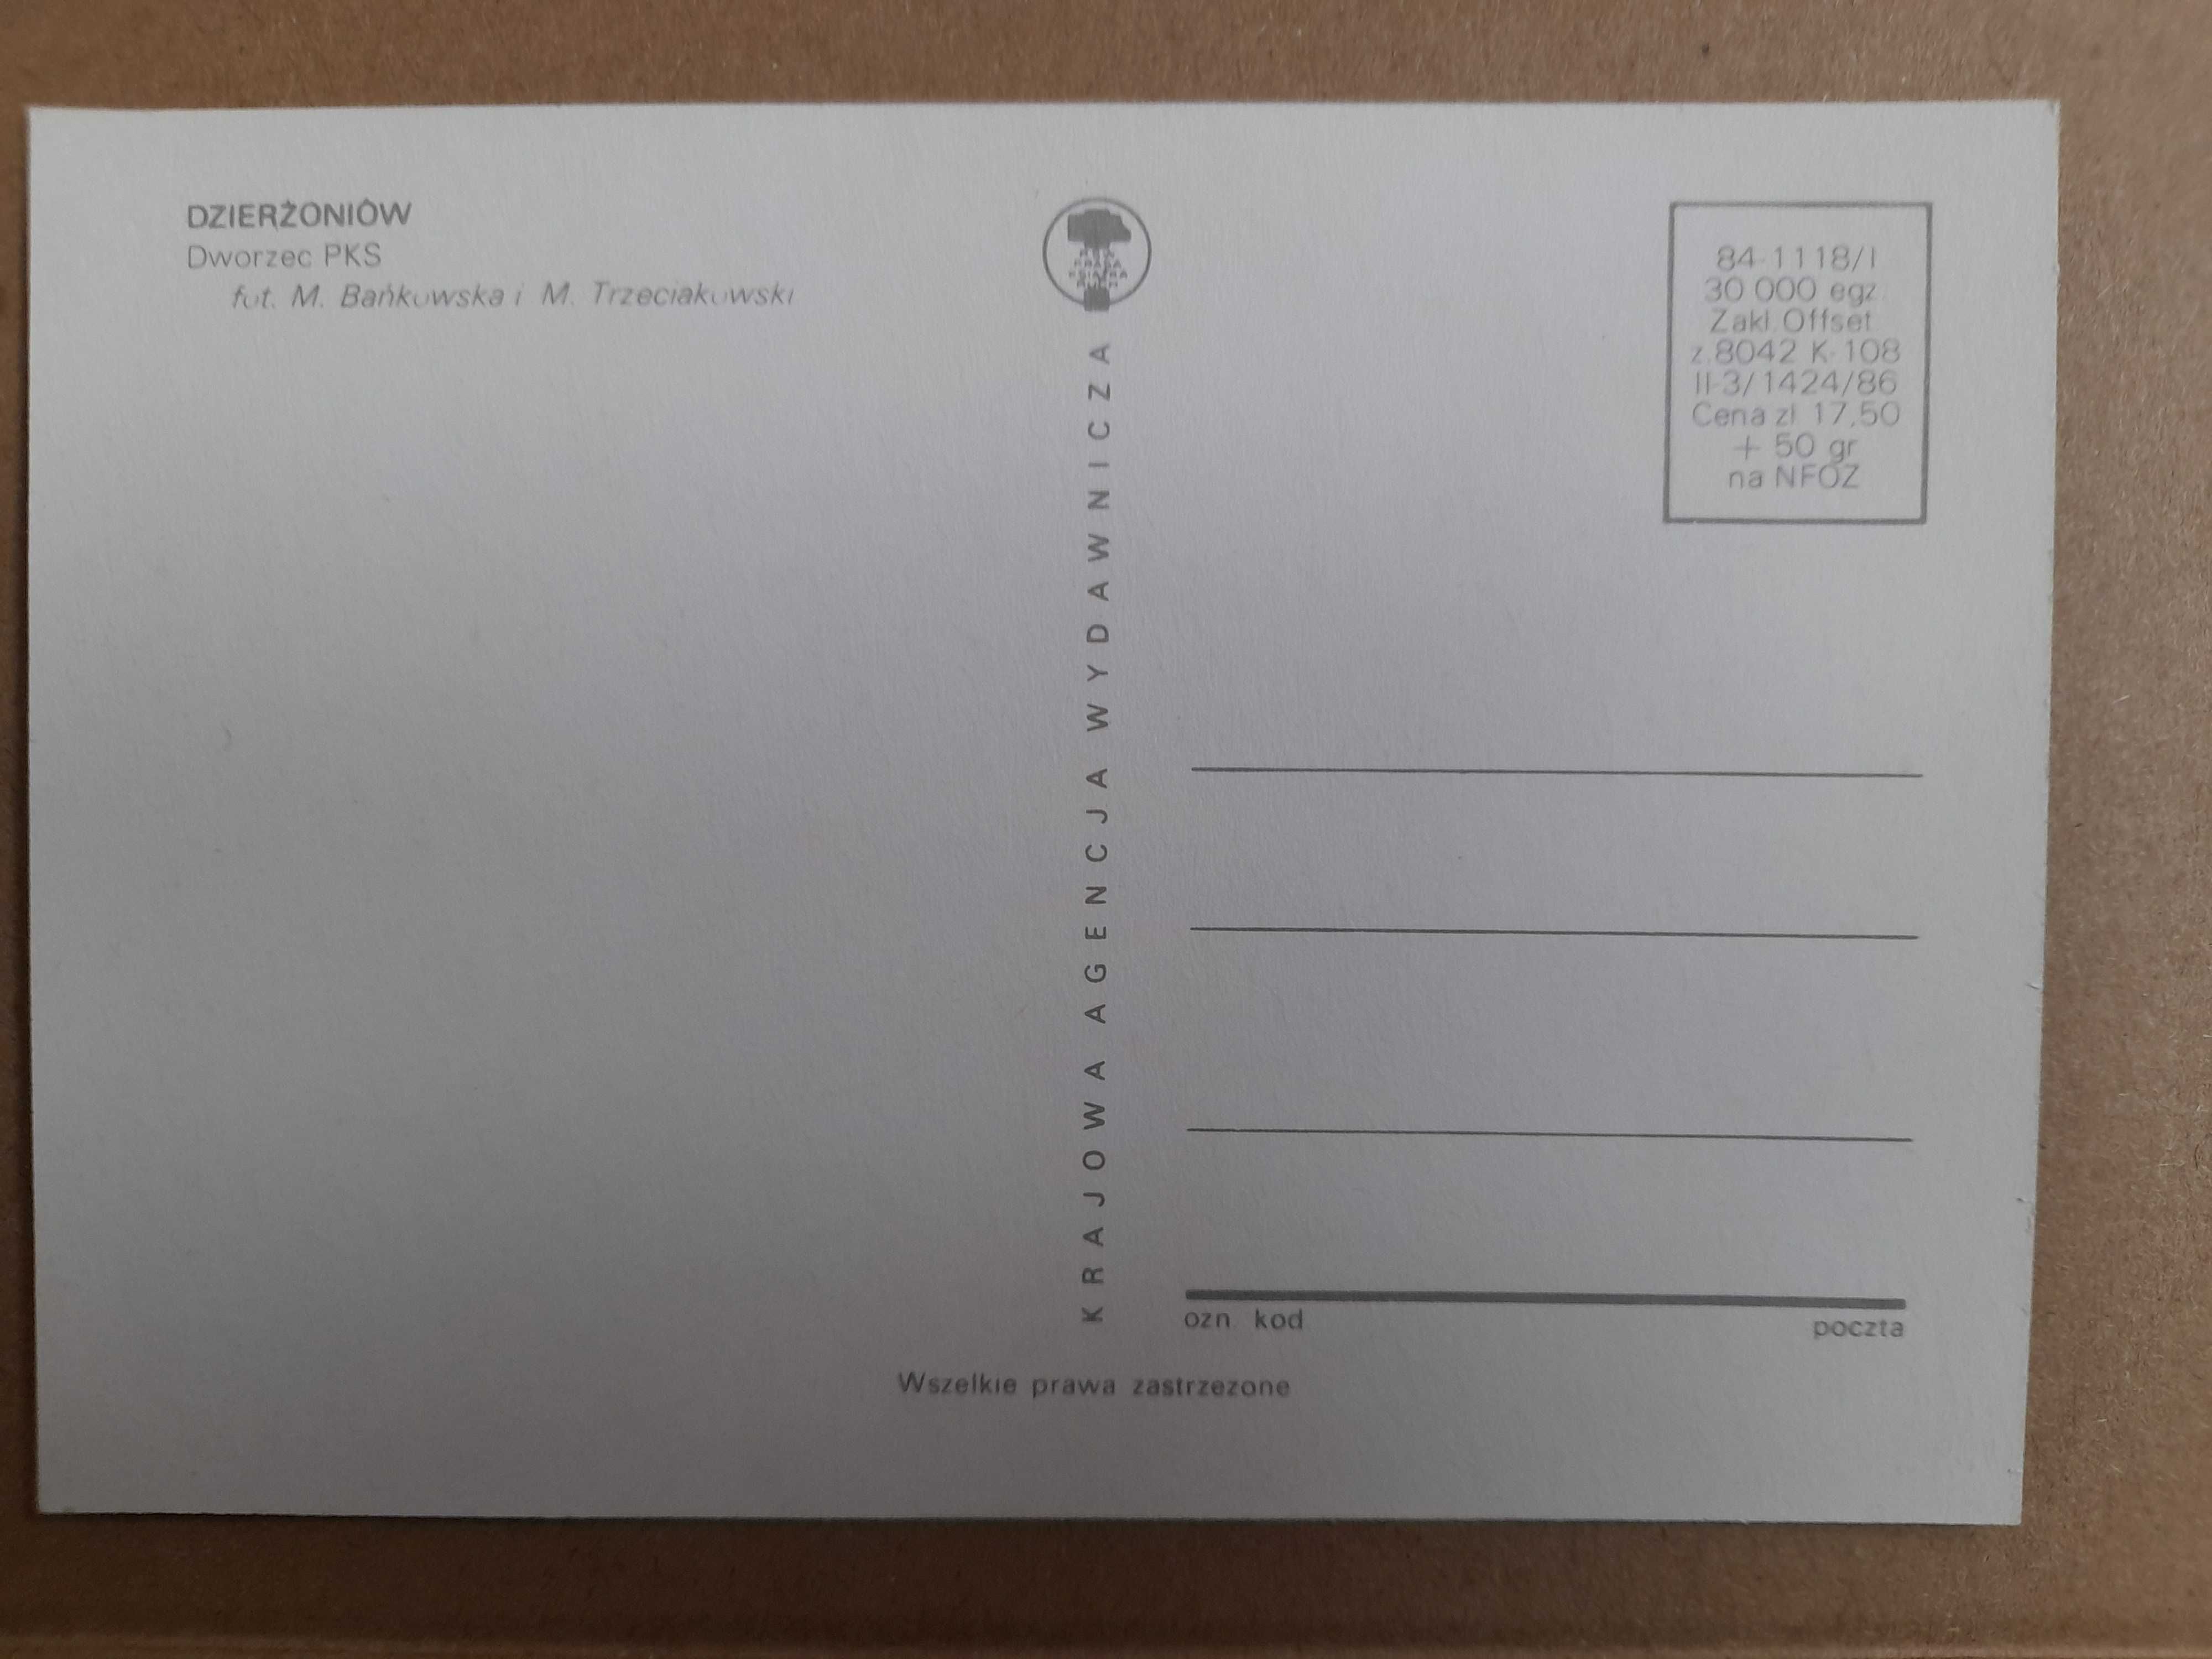 DZIERŻONIÓW
Dworzec PKS
fot. M. Bańkowska i M. Trzeciakowski
KRAJOWA AGENCJA WYDAWNICZA
84-1118/I
30 000 egz
Zakł. Offset
z.8042 K-108
II-3/1424/86
Cena zł 17,50
+ 50 gr
na NFOZ
ozn kod
poczta
Wszelkie prawa zastrzezone